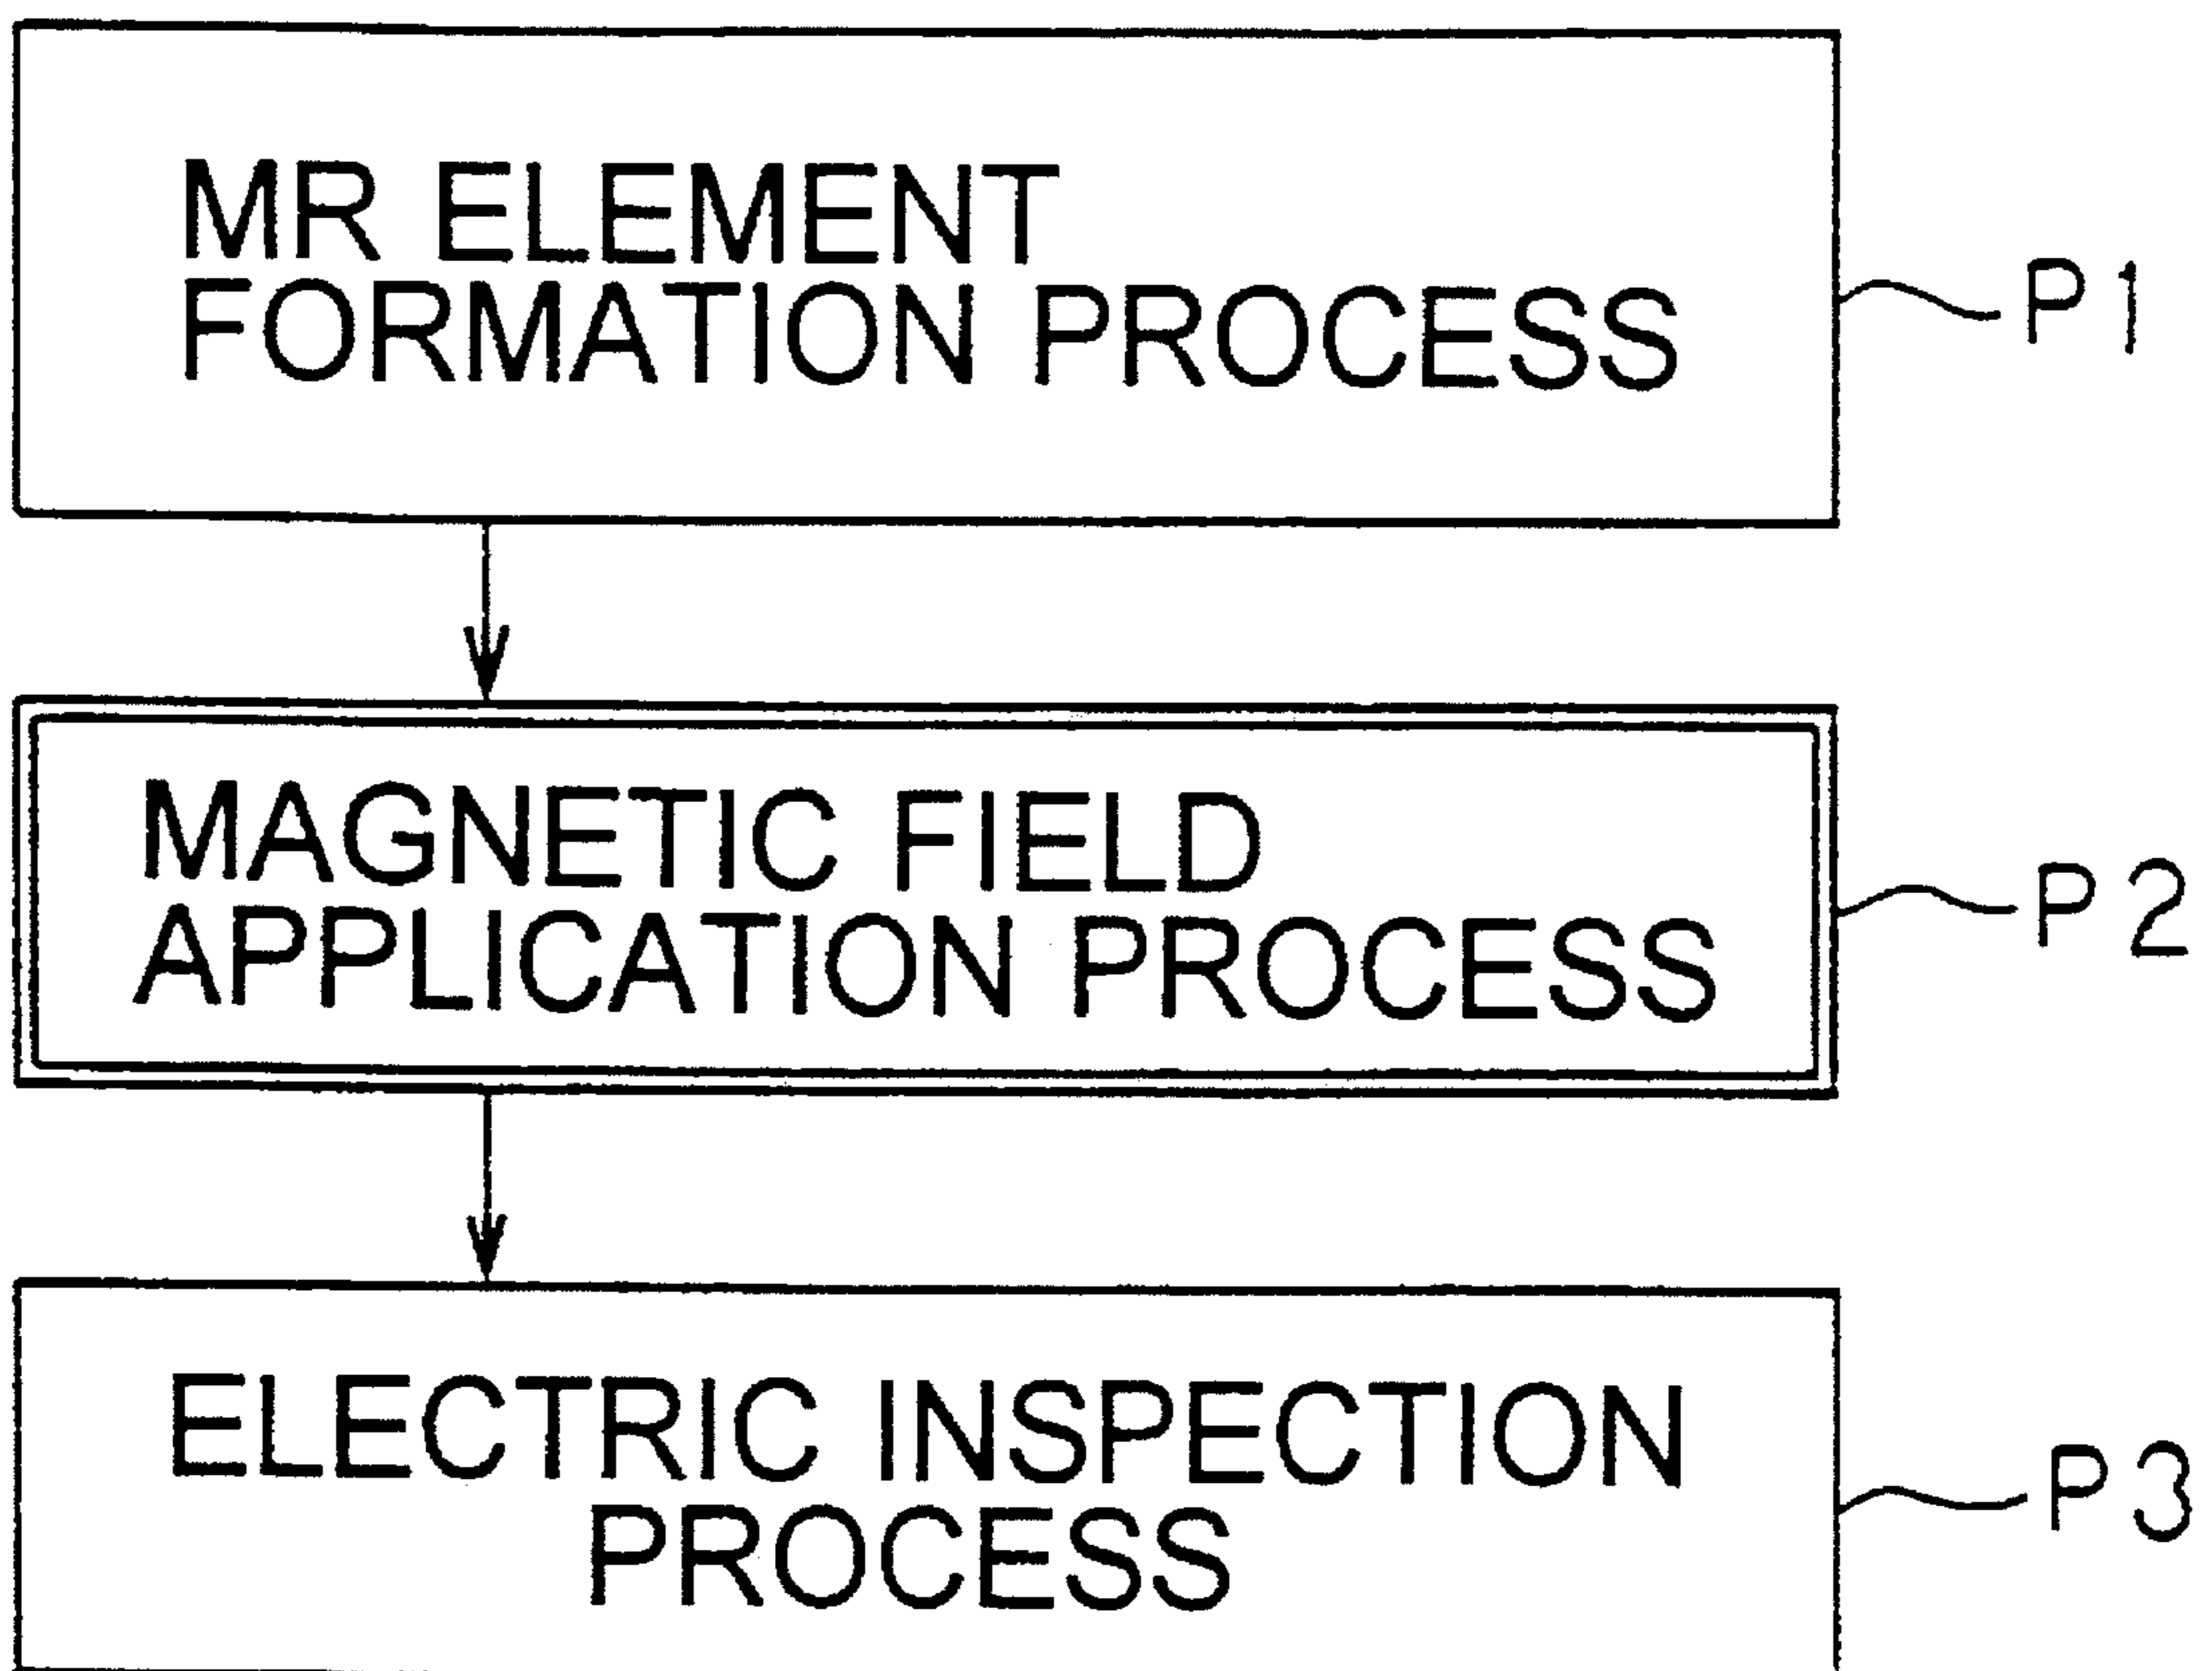 MR ELEMENT
FORMATION PROCESS
P1
MAGNETIC FIELD
APPLICATION PROCESS
P2
ELECTRIC INSPECTION
PROCESS
P3